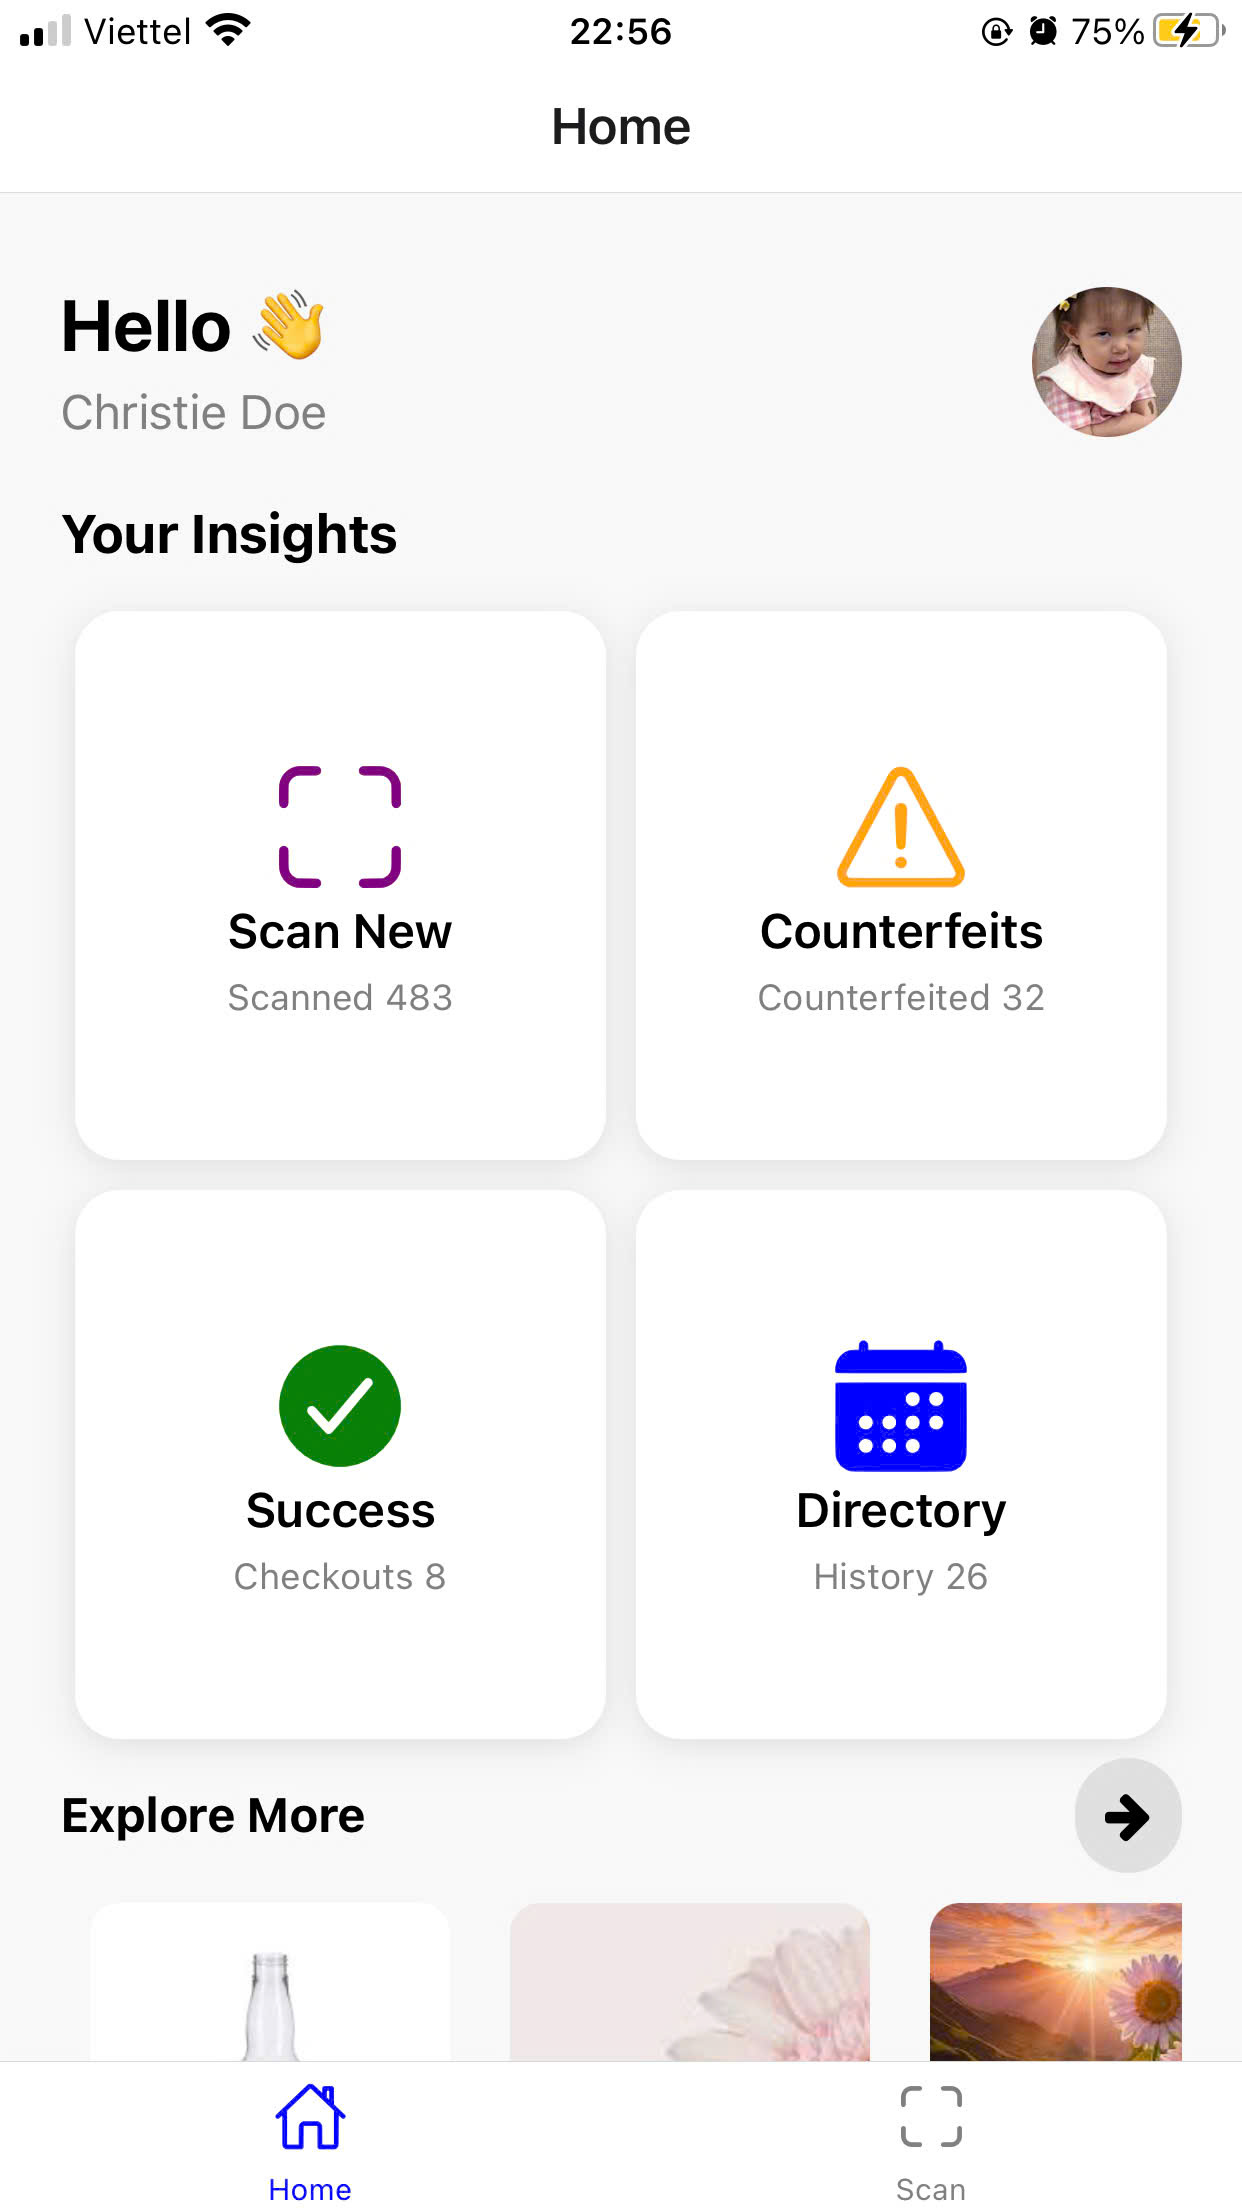 Viettel 22:56 75%
Home
Hello 👋
Christie Doe
Your Insights
Scan New
Scanned 483
Counterfeits
Counterfeited 32
Success
Checkouts 8
Directory
History 26
Explore More
Home
Scan